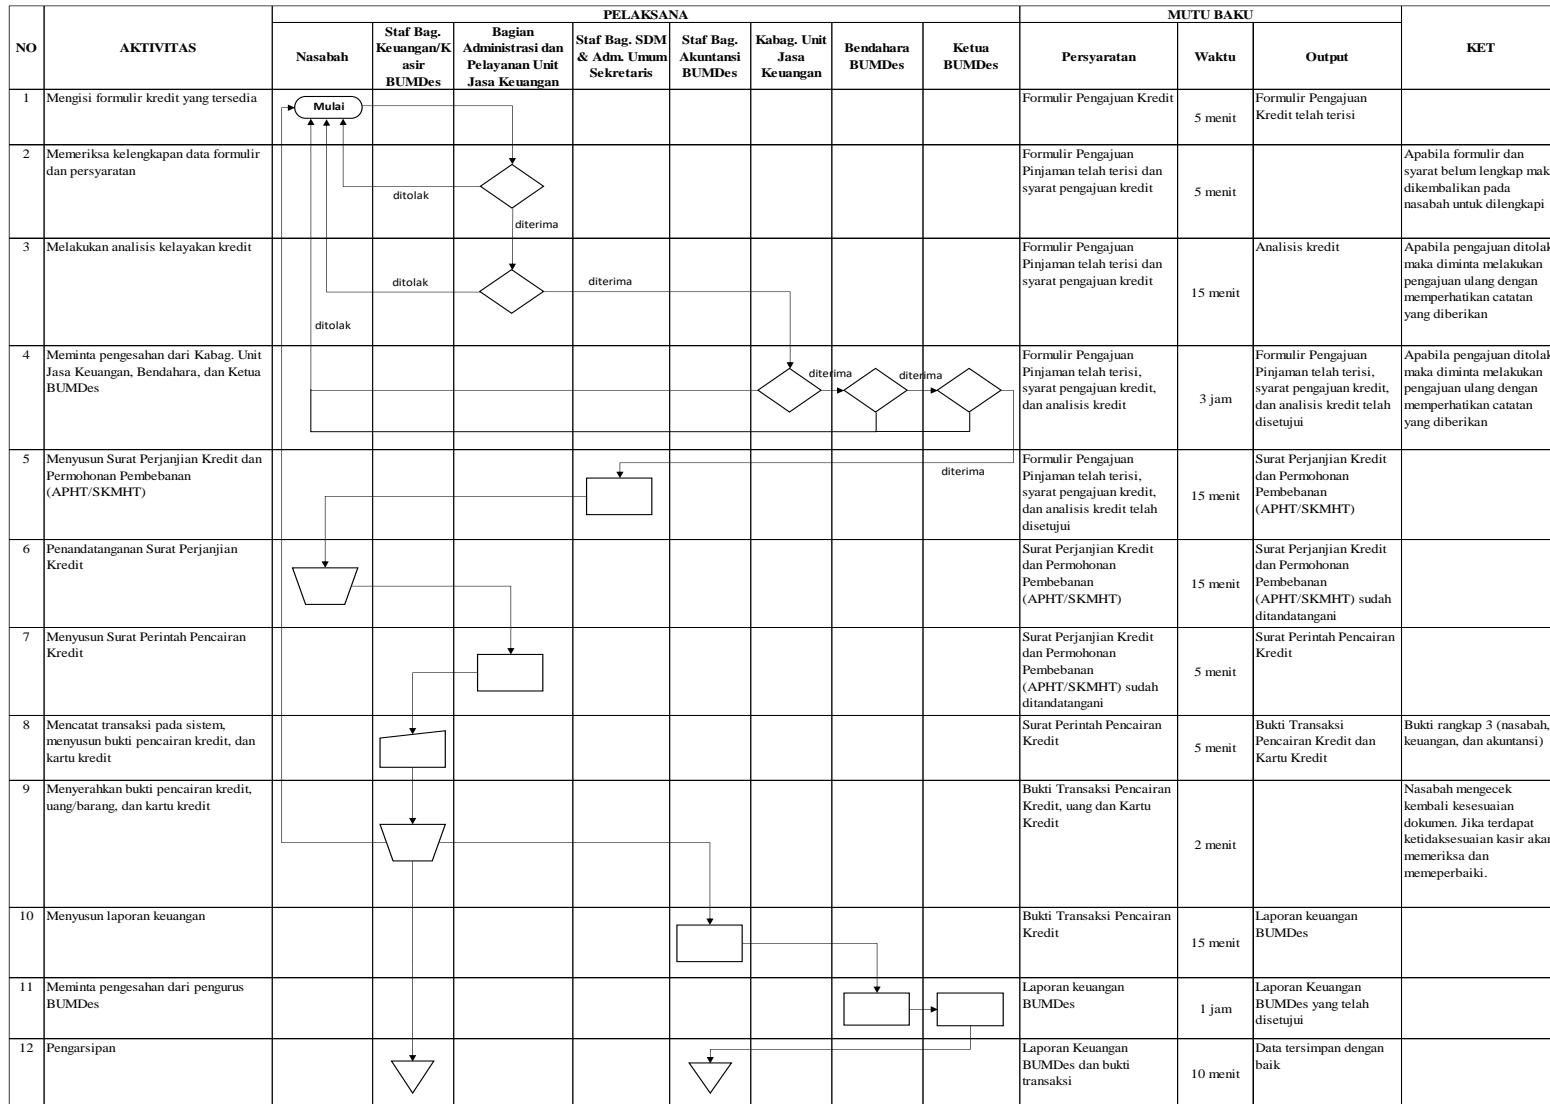 PELAKSANA
MUTU BAKU
NO
AKTIVITAS
Nasabah
Staf Bag.
Keuangan/K
asir
BUMDes
Bagian
Administrasi dan
Pelayanan Unit
Jasa Keuangan
Staf Bag. SDM
& Adm. Umum
Sekretaris
Staf Bag.
Akuntansi
BUMDes
Kabag. Unit
Jasa
Keuangan
Bendahara
BUMDes
Ketua
BUMDes
Persyaratan
Waktu
Output
KET
1
Mengisi formulir kredit yang tersedia
Mulai
Formulir Pengajuan Kredit
5 menit
Formulir Pengajuan
Kredit telah terisi
2
Memeriksa kelengkapan data formulir
dan persyaratan
ditolak
diterima
Formulir Pengajuan
Pinjaman telah terisi dan
syarat pengajuan kredit
5 menit
Apabila formulir dan
syarat belum lengkap mak
dikembalikan pada
nasabah untuk dilengkapi
3
Melakukan analisis kelayakan kredit
ditolak
diterima
ditolak
Formulir Pengajuan
Pinjaman telah terisi dan
syarat pengajuan kredit
15 menit
Analisis kredit
Apabila pengajuan ditolak
maka diminta melakukan
pengajuan ulang dengan
memperhatikan catatan
yang diberikan
4
Meminta pengesahan dari Kabag. Unit
Jasa Keuangan, Bendahara, dan Ketua
BUMDes
diterima
diterima
Formulir Pengajuan
Pinjaman telah terisi,
syarat pengajuan kredit,
dan analisis kredit
3 jam
Formulir Pengajuan
Pinjaman telah terisi,
syarat pengajuan kredit,
dan analisis kredit telah
disetujui
Apabila pengajuan ditolak
maka diminta melakukan
pengajuan ulang dengan
memperhatikan catatan
yang diberikan
5
Menyusun Surat Perjanjian Kredit dan
Permohonan Pembebanan
(APHT/SKMHT)
diterima
Formulir Pengajuan
Pinjaman telah terisi,
syarat pengajuan kredit,
dan analisis kredit telah
disetujui
15 menit
Surat Perjanjian Kredit
dan Permohonan
Pembebanan
(APHT/SKMHT)
6
Penandatanganan Surat Perjanjian
Kredit
Surat Perjanjian Kredit
dan Permohonan
Pembebanan
(APHT/SKMHT)
15 menit
Surat Perjanjian Kredit
dan Permohonan
Pembebanan
(APHT/SKMHT) sudah
ditandatangani
7
Menyusun Surat Perintah Pencairan
Kredit
Surat Perjanjian Kredit
dan Permohonan
Pembebanan
(APHT/SKMHT) sudah
ditandatangani
5 menit
Surat Perintah Pencairan
Kredit
8
Mencatat transaksi pada sistem,
menyusun bukti pencairan kredit, dan
kartu kredit
Surat Perintah Pencairan
Kredit
5 menit
Bukti Transaksi
Pencairan Kredit dan
Kartu Kredit
Bukti rangkap 3 (nasabah,
keuangan, dan akuntansi)
9
Menyerahkan bukti pencairan kredit,
uang/barang, dan kartu kredit
Bukti Transaksi Pencairan
Kredit, uang dan Kartu
Kredit
2 menit
Nasabah mengecek
kembali kesesuaian
dokumen. Jika terdapat
ketidaksesuaian kasir akan
memeriksa dan
memeperbaiki.
10
Menyusun laporan keuangan
Bukti Transaksi Pencairan
Kredit
15 menit
Laporan keuangan
BUMDes
11
Meminta pengesahan dari pengurus
BUMDes
Laporan keuangan
BUMDes
1 jam
Laporan Keuangan
BUMDes yang telah
disetujui
12
Pengarsipan
Laporan Keuangan
BUMDes dan bukti
transaksi
10 menit
Data tersimpan dengan
baik